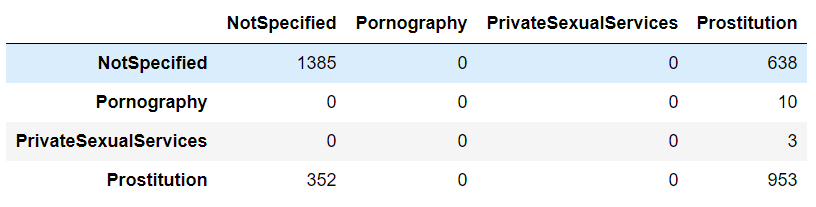 NotSpecified Pornography PrivateSexualServices Prostitution
NotSpecified 1385 0 0 638
Pornography 0 0 0 10
PrivateSexualServices 0 0 0 3
Prostitution 352 0 0 953